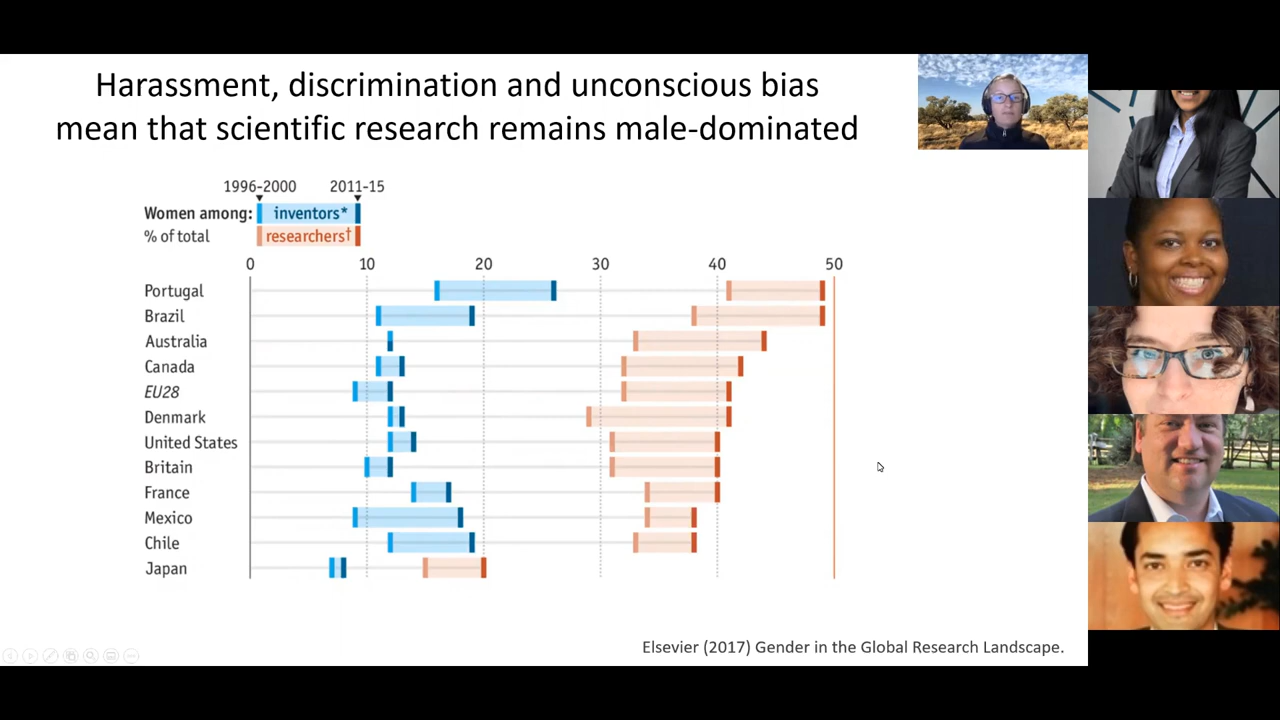 Harassment, discrimination and unconscious bias
mean that scientific research remains male-dominated
1996-2000 2011-15
Women among: inventors*
% of total researchers†
0 10 20 30 40 50
Portugal
Brazil
Australia
Canada
EU28
Denmark
United States
Britain
France
Mexico
Chile
Japan
Elsevier (2017) Gender in the Global Research Landscape.